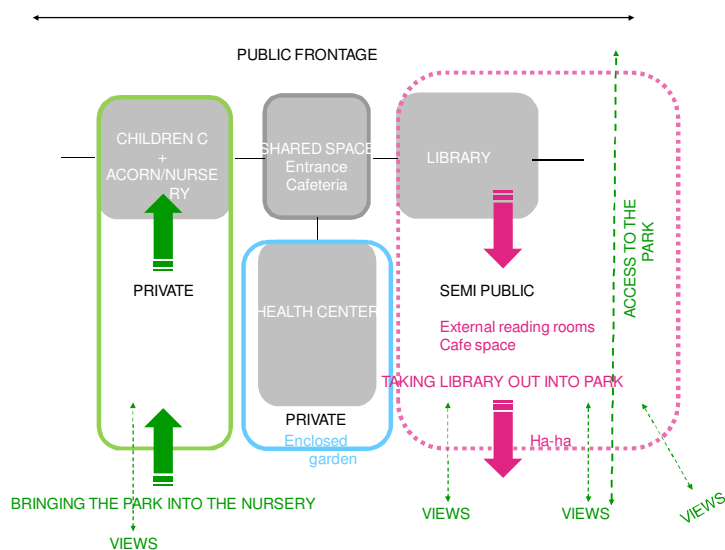 PUBLIC FRONTAGE
CHILDREN C
+
ACORN/NURSE
RY
SHARED SPACE
Entrance
Cafeteria
LIBRARY
ACCESS TO THE
PARK
PRIVATE
HEALTH CENTER
SEMI PUBLIC
External reading rooms
Cafe space
TAKING LIBRARY OUT INTO PARK
PRIVATE
Enclosed
garden
Ha-ha
BRINGING THE PARK INTO THE NURSERY
VIEWS
VIEWS
VIEWS
VIEWS